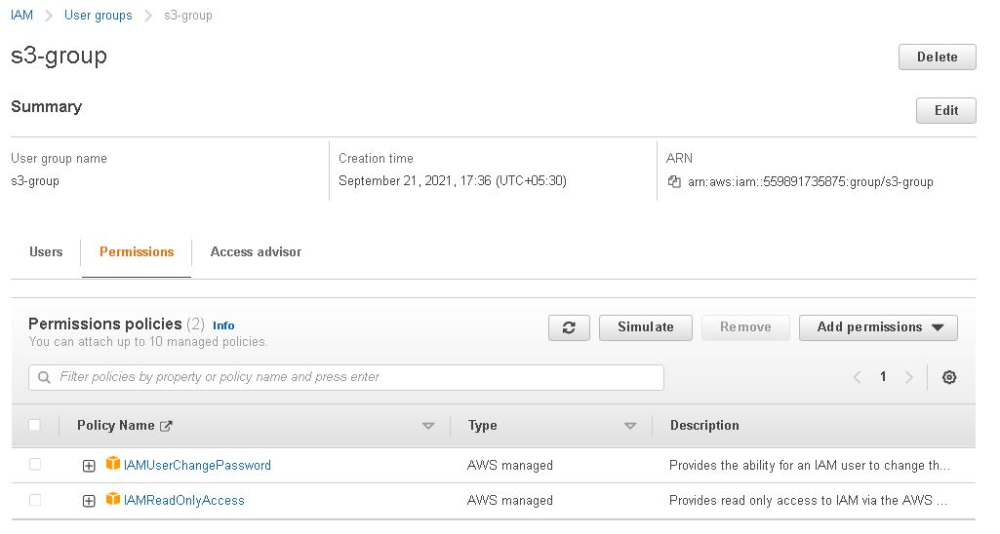 IAM > User groups > s3-group
s3-group
Delete
Summary
Edit
User group name
s3-group
Creation time
September 21, 2021, 17:36 (UTC+05:30)
ARN
arn:aws:iam::559891735875:group/s3-group
Users
Permissions
Access advisor
Permissions policies (2) Info
You can attach up to 10 managed policies.
Simulate
Remove
Add permissions
Filter policies by property or policy name and press enter
1
Policy Name
Type
Description
IAMUserChangePassword
AWS managed
Provides the ability for an IAM user to change th...
IAMReadOnlyAccess
AWS managed
Provides read only access to IAM via the AWS ...